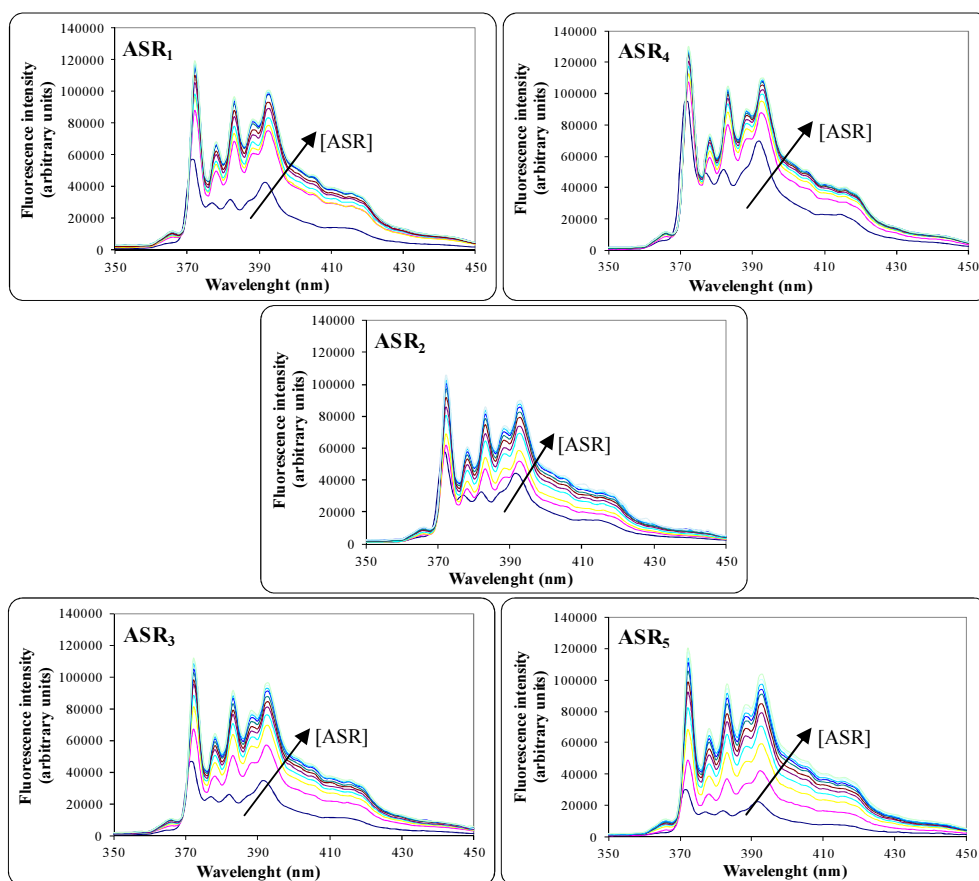 ASR1
Fluorescence intensity
(arbitrary units)
140000
120000
100000
80000
60000
40000
20000
0
[ASR]
350 370 390 410 430 450
Wavelenght (nm)
ASR4
Fluorescence intensity
(arbitrary units)
140000
120000
100000
80000
60000
40000
20000
0
[ASR]
350 370 390 410 430 450
Wavelenght (nm)
ASR2
Fluorescence intensity
(arbitrary units)
140000
120000
100000
80000
60000
40000
20000
0
[ASR]
350 370 390 410 430 450
Wavelenght (nm)
ASR3
Fluorescence intensity
(arbitrary units)
140000
120000
100000
80000
60000
40000
20000
0
[ASR]
350 370 390 410 430 450
Wavelenght (nm)
ASR5
Fluorescence intensity
(arbitrary units)
140000
120000
100000
80000
60000
40000
20000
0
[ASR]
350 370 390 410 430 450
Wavelenght (nm)